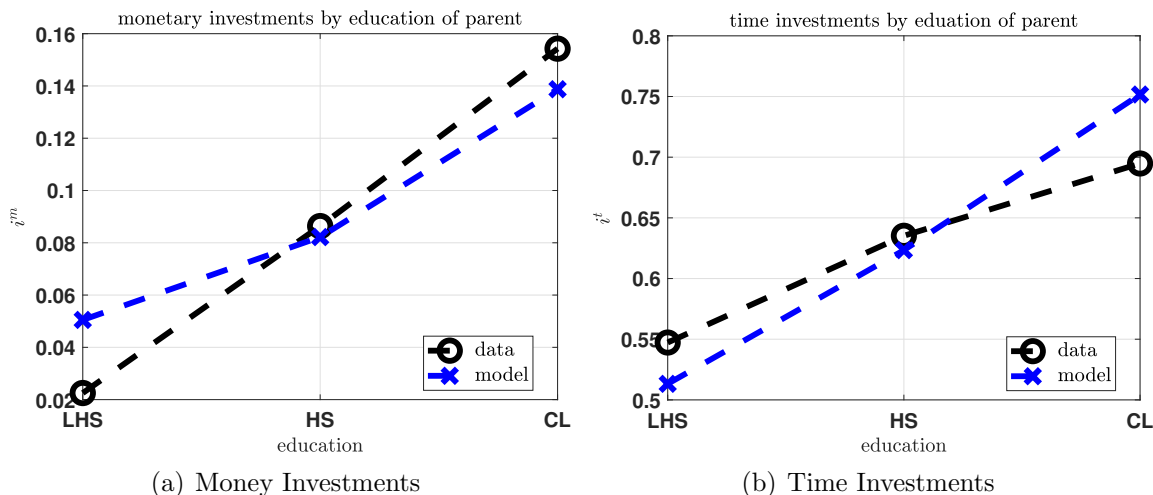 monetary investments by education of parent
0.16
0.14
0.12
0.1
0.08
0.06
0.04
0.02
i^m
LHS HS CL
education
data
model
(a) Money Investments
time investments by eduation of parent
0.8
0.75
0.7
0.65
0.6
0.55
0.5
i^t
LHS HS CL
education
data
model
(b) Time Investments